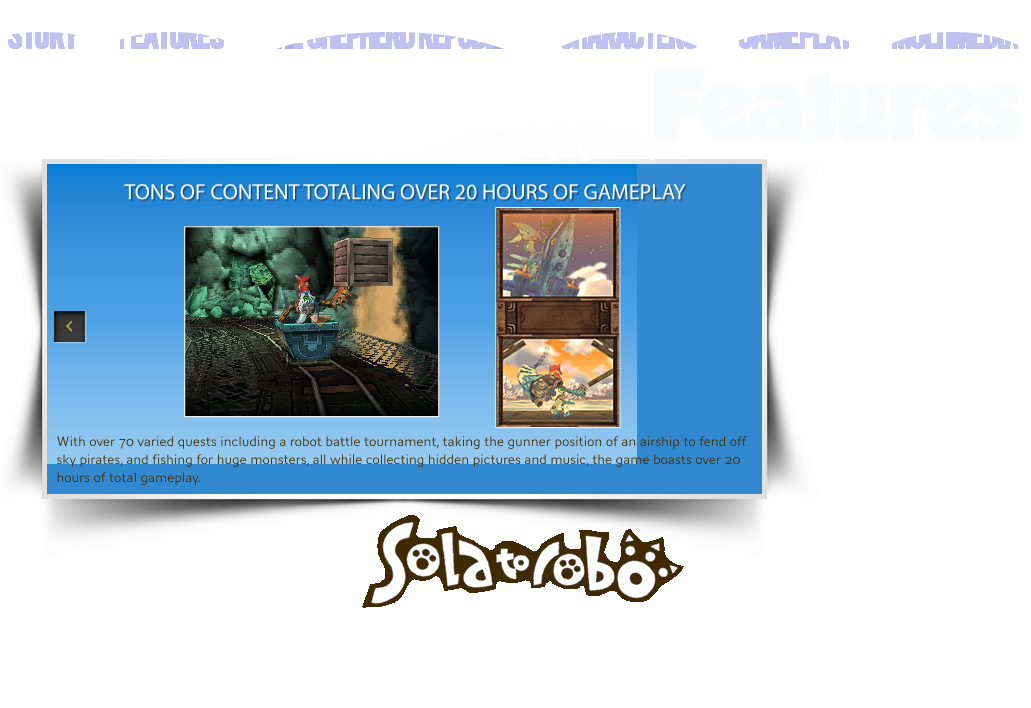 STORY FEATURES THE SHEPHERD REPUBLIC CHARACTERS GAMEPLAY MULTIMEDIA
Features
TONS OF CONTENT TOTALING OVER 20 HOURS OF GAMEPLAY
With over 70 varied quests including a robot battle tournament, taking the gunner position of an airship to fend off
sky pirates, and fishing for huge monsters, all while collecting hidden pictures and music, the game boasts over 20
hours of total gameplay.
Solatorobo